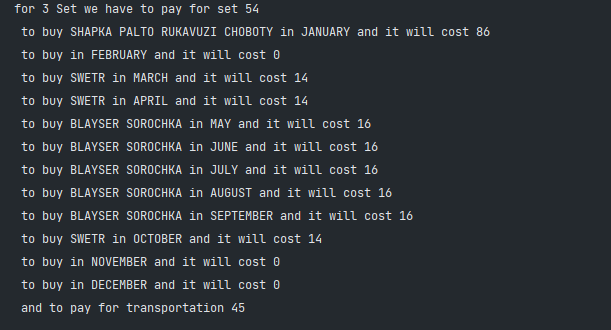 for 3 Set we have to pay for set 54
to buy SHAPKA PALTO RUKAVUZI CHOBOTY in JANUARY and it will cost 86
to buy in FEBRUARY and it will cost 0
to buy SWETR in MARCH and it will cost 14
to buy SWETR in APRIL and it will cost 14
to buy BLAYSER SOROCHKA in MAY and it will cost 16
to buy BLAYSER SOROCHKA in JUNE and it will cost 16
to buy BLAYSER SOROCHKA in JULY and it will cost 16
to buy BLAYSER SOROCHKA in AUGUST and it will cost 16
to buy BLAYSER SOROCHKA in SEPTEMBER and it will cost 16
to buy SWETR in OCTOBER and it will cost 14
to buy in NOVEMBER and it will cost 0
to buy in DECEMBER and it will cost 0
and to pay for transportation 45